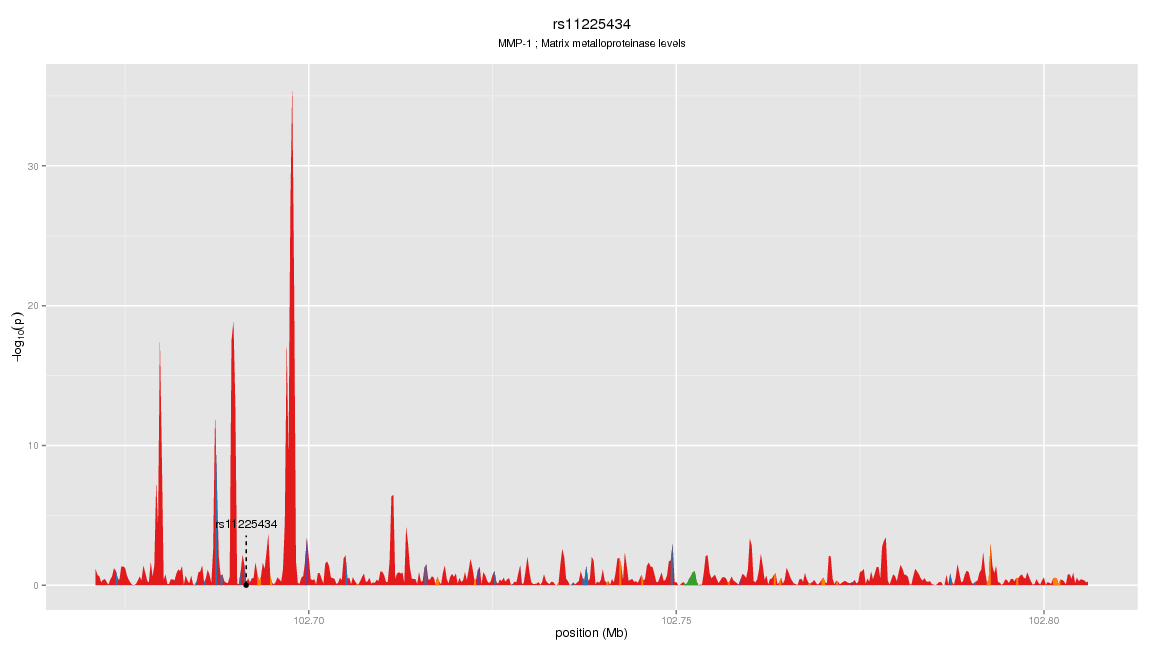 rs11225434
MMP-1 ; Matrix metalloproteinase levels
−log10(p)
30
20
10
0
rs11225434
102.70
102.75
102.80
position (Mb)